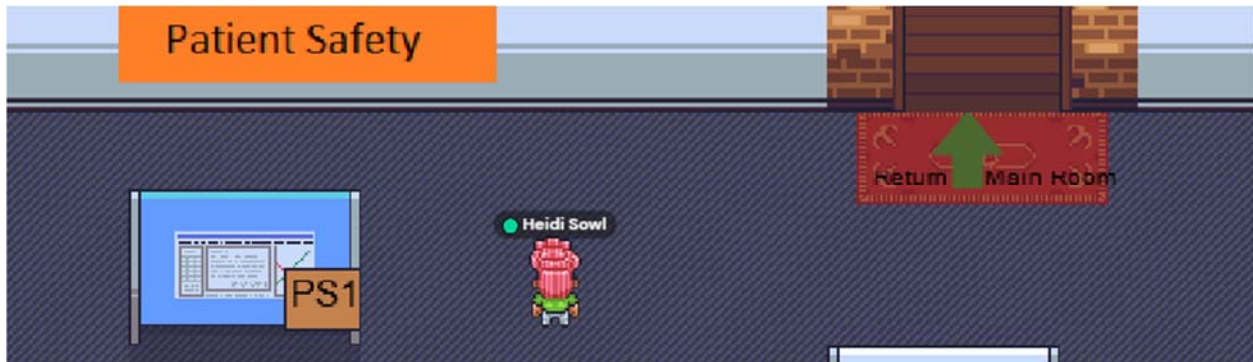 Patient Safety
Return Main Room
Heidi Sowl
PS1